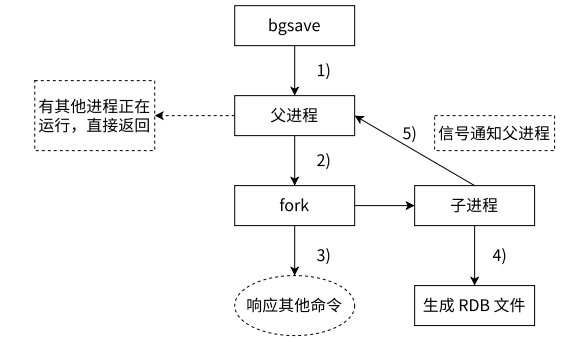 bgsave
1)
有其他进程正在
运行，直接返回
父进程
5)
信号通知父进程
2)
fork
子进程
3)
4)
响应其他命令
生成 RDB 文件